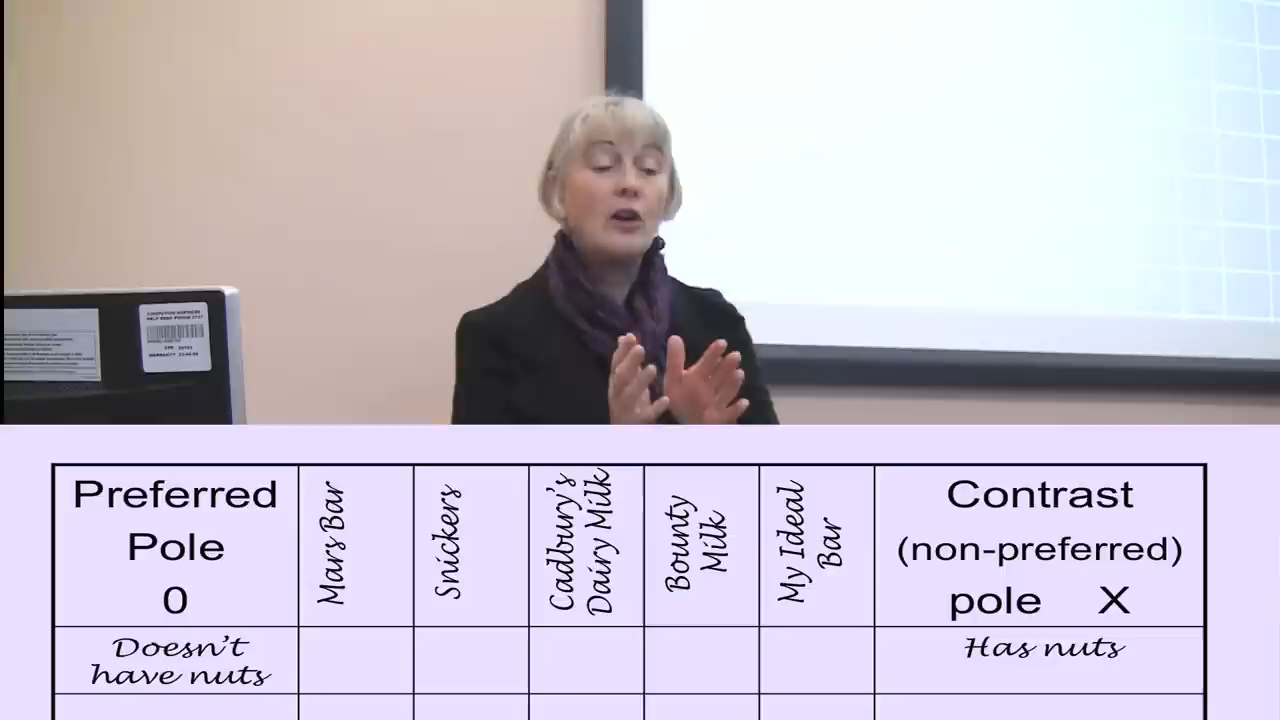 Preferred
Pole
0
Mars Bar
Snickers
Cadbury's
Dairy Milk
Bounty
Milk
My Ideal
Bar
Contrast
(non-preferred)
pole X
Doesn't
have nuts
Has nuts